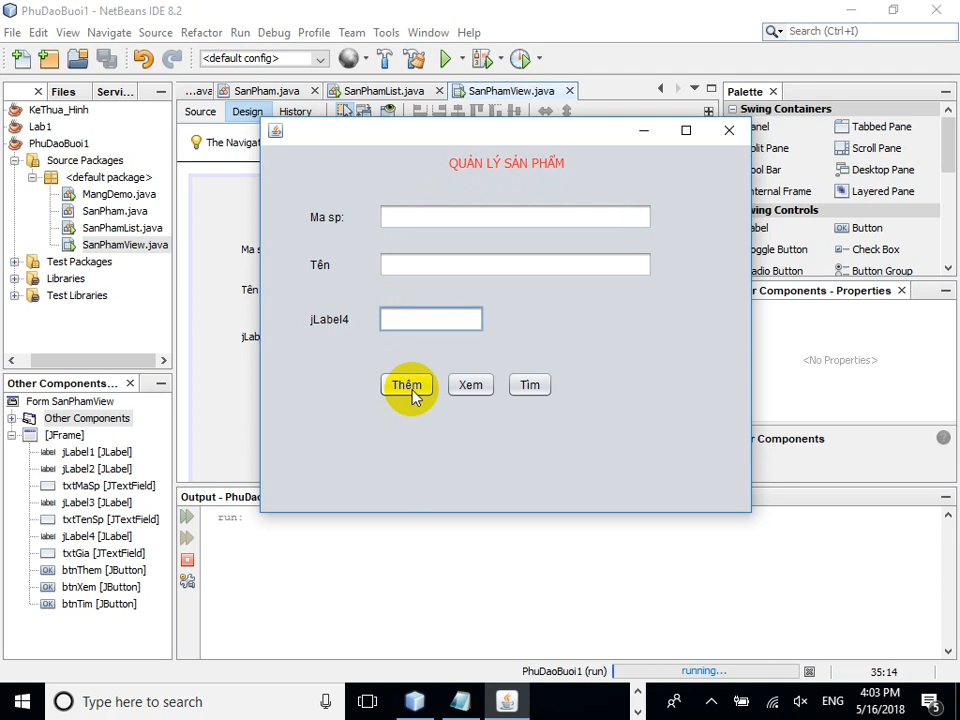 PhuDaoBuoi1 - NetBeans IDE 8.2
File Edit View Navigate Source Refactor Run Debug Profile Team Tools Window Help
Search (Ctrl+I)
<default config>
Files Servi...
...ava SanPham.java SanPhamList.java SanPhamView.java
Palette
Source Design History
KeThua_Hinh
Lab1
PhuDaoBuoi1
Source Packages
<default package>
MangDemo.java
SanPham.java
SanPhamList.java
SanPhamView.java
Test Packages
Libraries
Test Libraries
The Navigat
Ma s
Tên
jLab
QUẢN LÝ SẢN PHẨM
Ma sp:
Tên
jLabel4
Thêm Xem Tìm
Swing Containers
anel Tabbed Pane
plit Pane Scroll Pane
ool Bar Desktop Pane
nternal Frame Layered Pane
wing Controls
abel Button
oggle Button Check Box
adio Button Button Group
er Components - Properties
<No Properties>
er Components
Other Components...
Form SanPhamView
Other Components
[JFrame]
jLabel1 [JLabel]
jLabel2 [JLabel]
txtMaSp [JTextField]
jLabel3 [JLabel]
txtTenSp [JTextField]
jLabel4 [JLabel]
txtGia [JTextField]
btnThem [JButton]
btnXem [JButton]
btnTim [JButton]
Output - PhuDa
run:
PhuDaoBuoi1 (run) running... 35:14
Type here to search
ENG
4:03 PM
5/16/2018
5